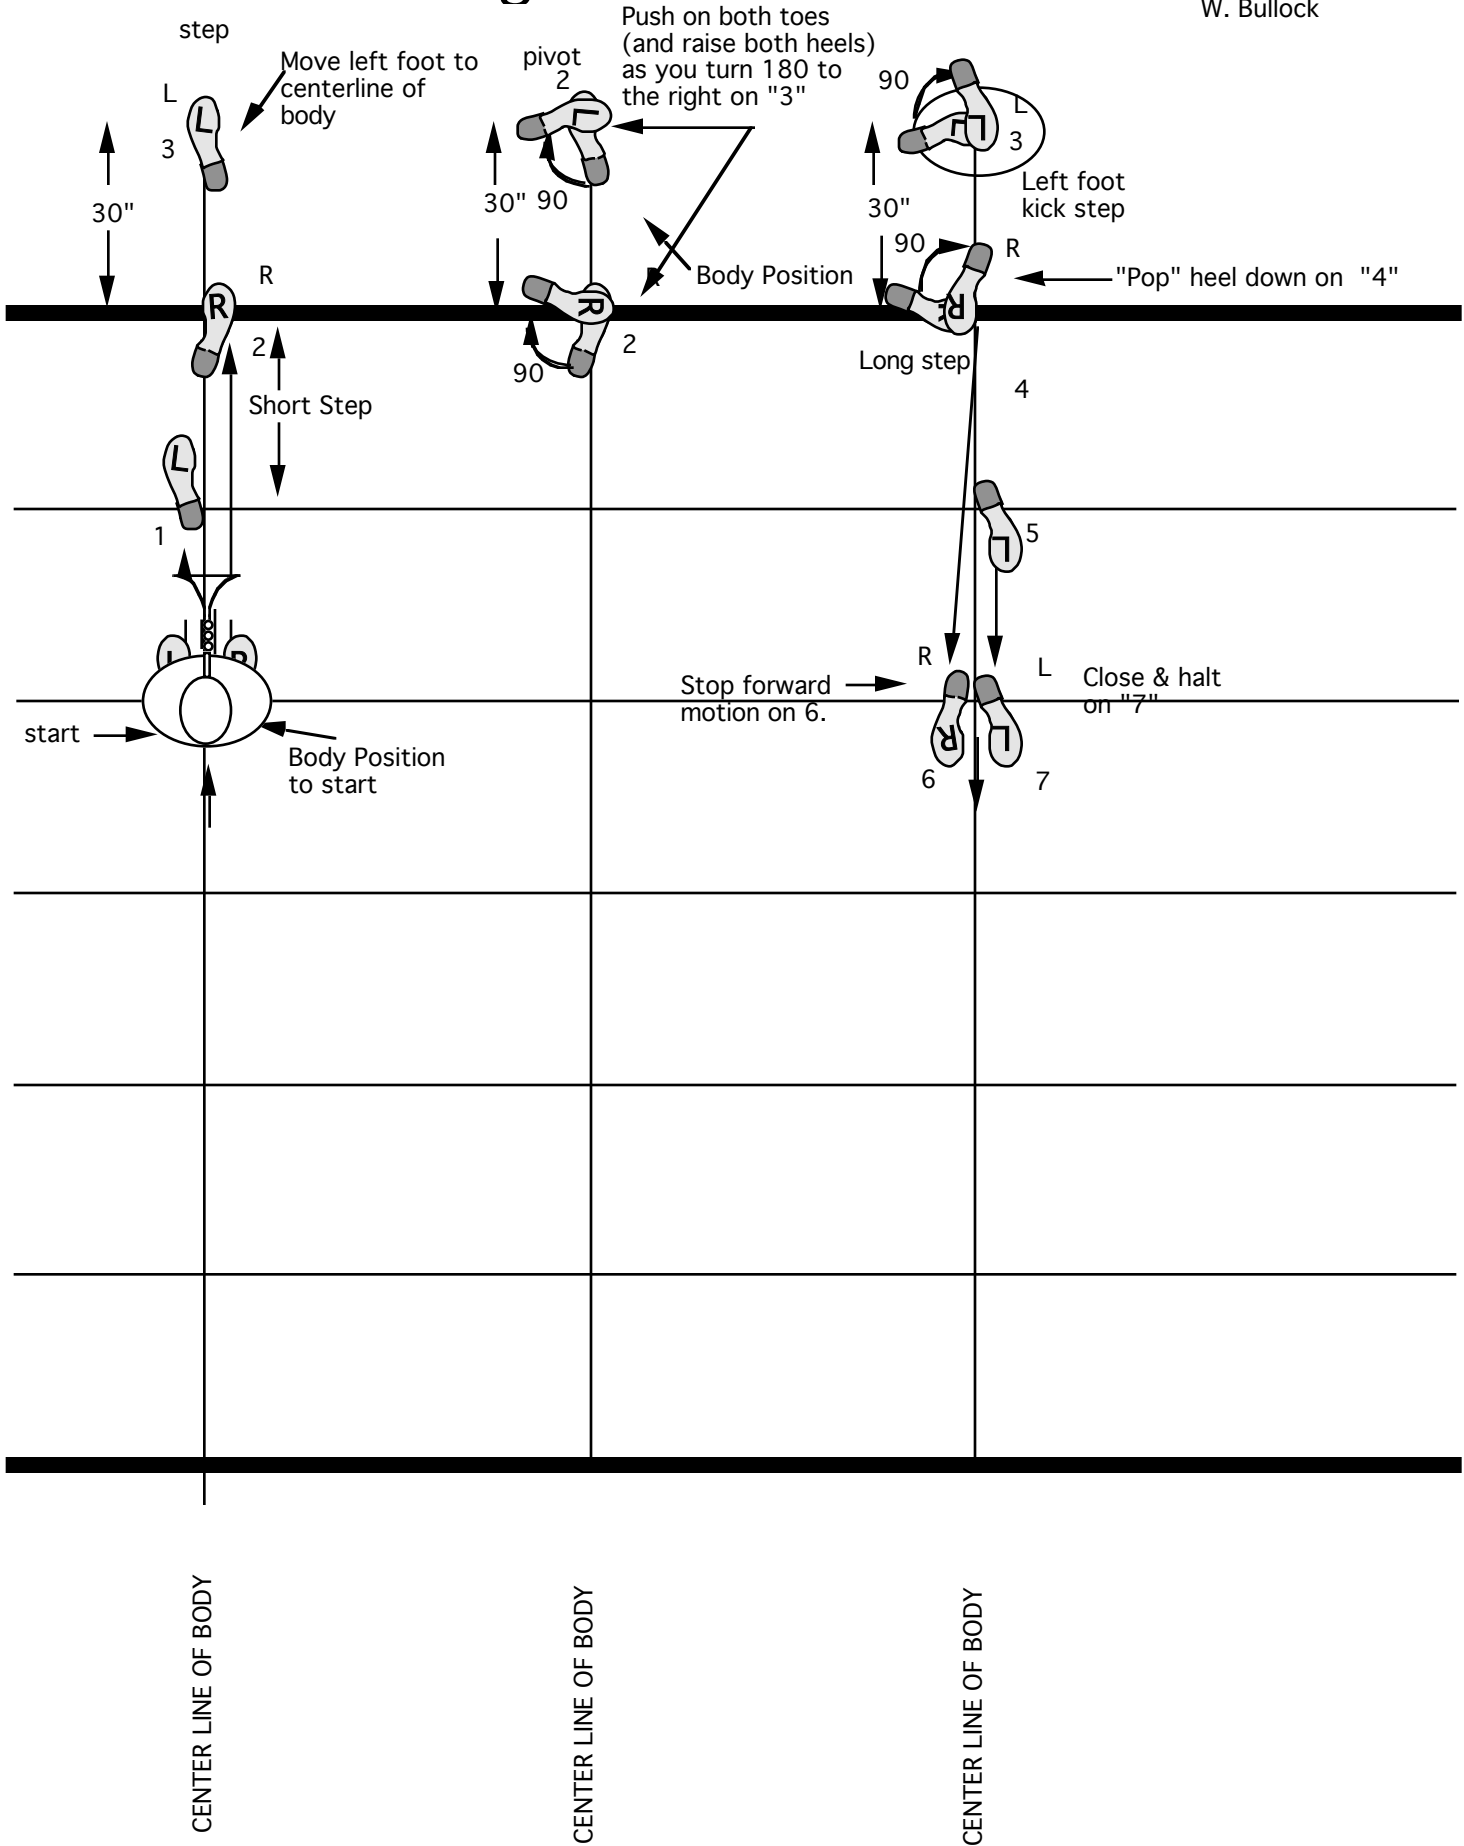 W. Bullock
step
Move left foot to
centerline of
body
L
3
30"
R
R
L
2
Short Step
L
1
L
R
start
Body Position
to start
pivot
2
Push on both toes
(and raise both heels)
as you turn 180 to
the right on "3"
L
30" 90
R
Body Position
R
2
90
90
L
L
L
3
30"
Left foot
kick step
90
R
"Pop" heel down on "4"
R
R
Long step
4
L
5
R
L
Close & halt
on "7"
Stop forward
motion on 6.
R
L
6
7
CENTER LINE OF BODY
CENTER LINE OF BODY
CENTER LINE OF BODY